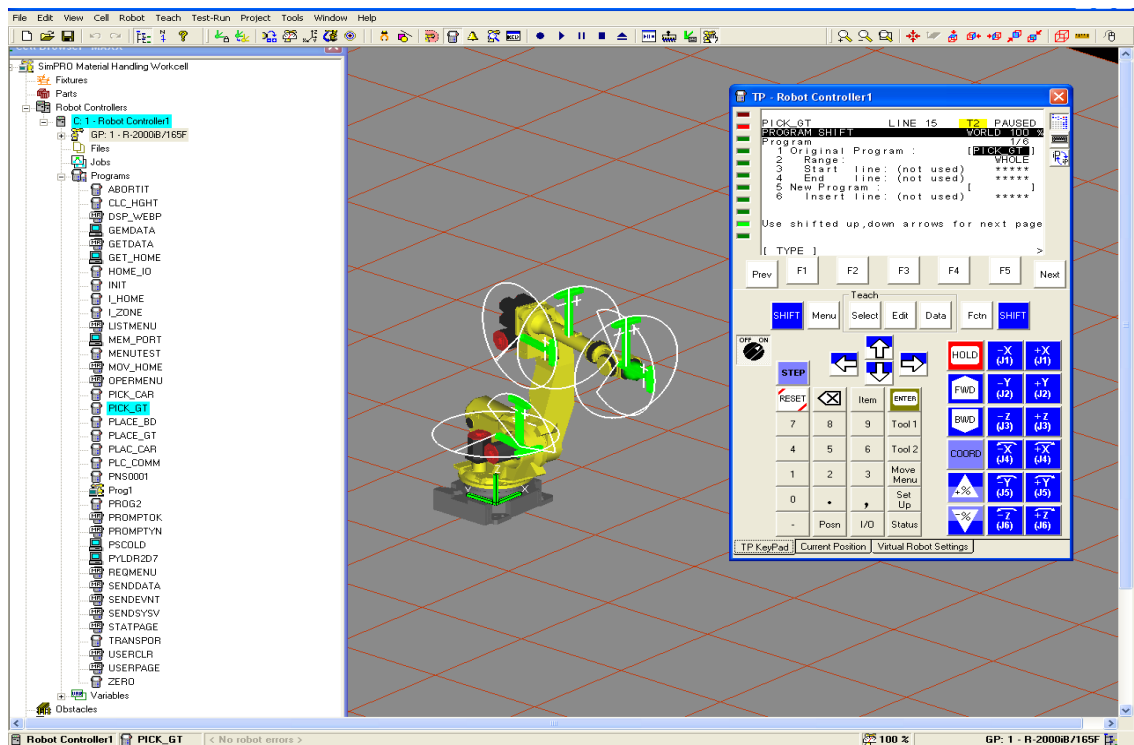 File Edit View Cell Robot Teach Test-Run Project Tools Window Help
SimPRO Material Handling Workcell
Fixtures
Parts
Robot Controllers
C: 1 - Robot Controller1
GP: 1 - R-2000iB/165F
Files
Jobs
Programs
ABORTIT
CLC_HGHT
DSP_WEBP
GEMDATA
GETDATA
GET_HOME
HOME_IO
INIT
I_HOME
I_ZONE
LISTMENU
MEM_PORT
MENUTEST
MOV_HOME
OPERMENU
PICK_CAR
PICK_GT
PLACE_BD
PLACE_GT
PLAC_CAR
PLC_COMM
PNS0001
Prog1
PROG2
PROMPTOK
PROMPTYN
PSCOLD
PYLDR2D7
REQMENU
SENDDATA
SENDEVNT
SENDSYSV
STATPAGE
TRANSPOR
USERCLR
USERPAGE
ZERO
Variables
Obstacles
TP - Robot Controller1
PICK_GT LINE 15 T2 PAUSED
PROGRAM SHIFT WORLD 100 %
Program 1/6
1 Original Program : [PICK_GT ]
2 Range: WHOLE
3 Start line: (not used) *****
4 End line: (not used) *****
5 New Program : [ ]
6 Insert line: (not used) *****
Use shifted up,down arrows for next page
[ TYPE ] >
Prev F1 F2 F3 F4 F5 Next
Teach
SHIFT Menu Select Edit Data Fctn SHIFT
OFF ON
STEP
HOLD -X (J1) +X (J1)
RESET Item ENTER
FWD -Y (J2) +Y (J2)
7 8 9 Tool 1
BWD -Z (J3) +Z (J3)
4 5 6 Tool 2
COORD -X (J4) +X (J4)
1 2 3 Move Menu
+% -Y (J5) +Y (J5)
0 . , Set Up
-% -Z (J6) +Z (J6)
- Posn I/O Status
TP KeyPad Current Position Virtual Robot Settings
X Y Z
Robot Controller1 PICK_GT < No robot errors > 100 % GP: 1 - R-2000iB/165F